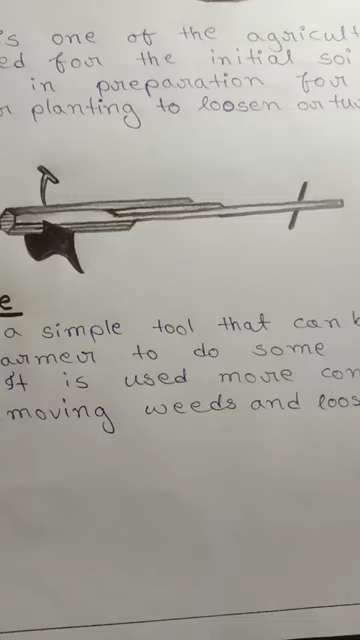 is one of the agricult
ed for the initial soi
in preparation for
r planting to loosen or tu
e
a simple tool that can b
armer to do some
It is used more con
moving weeds and loos